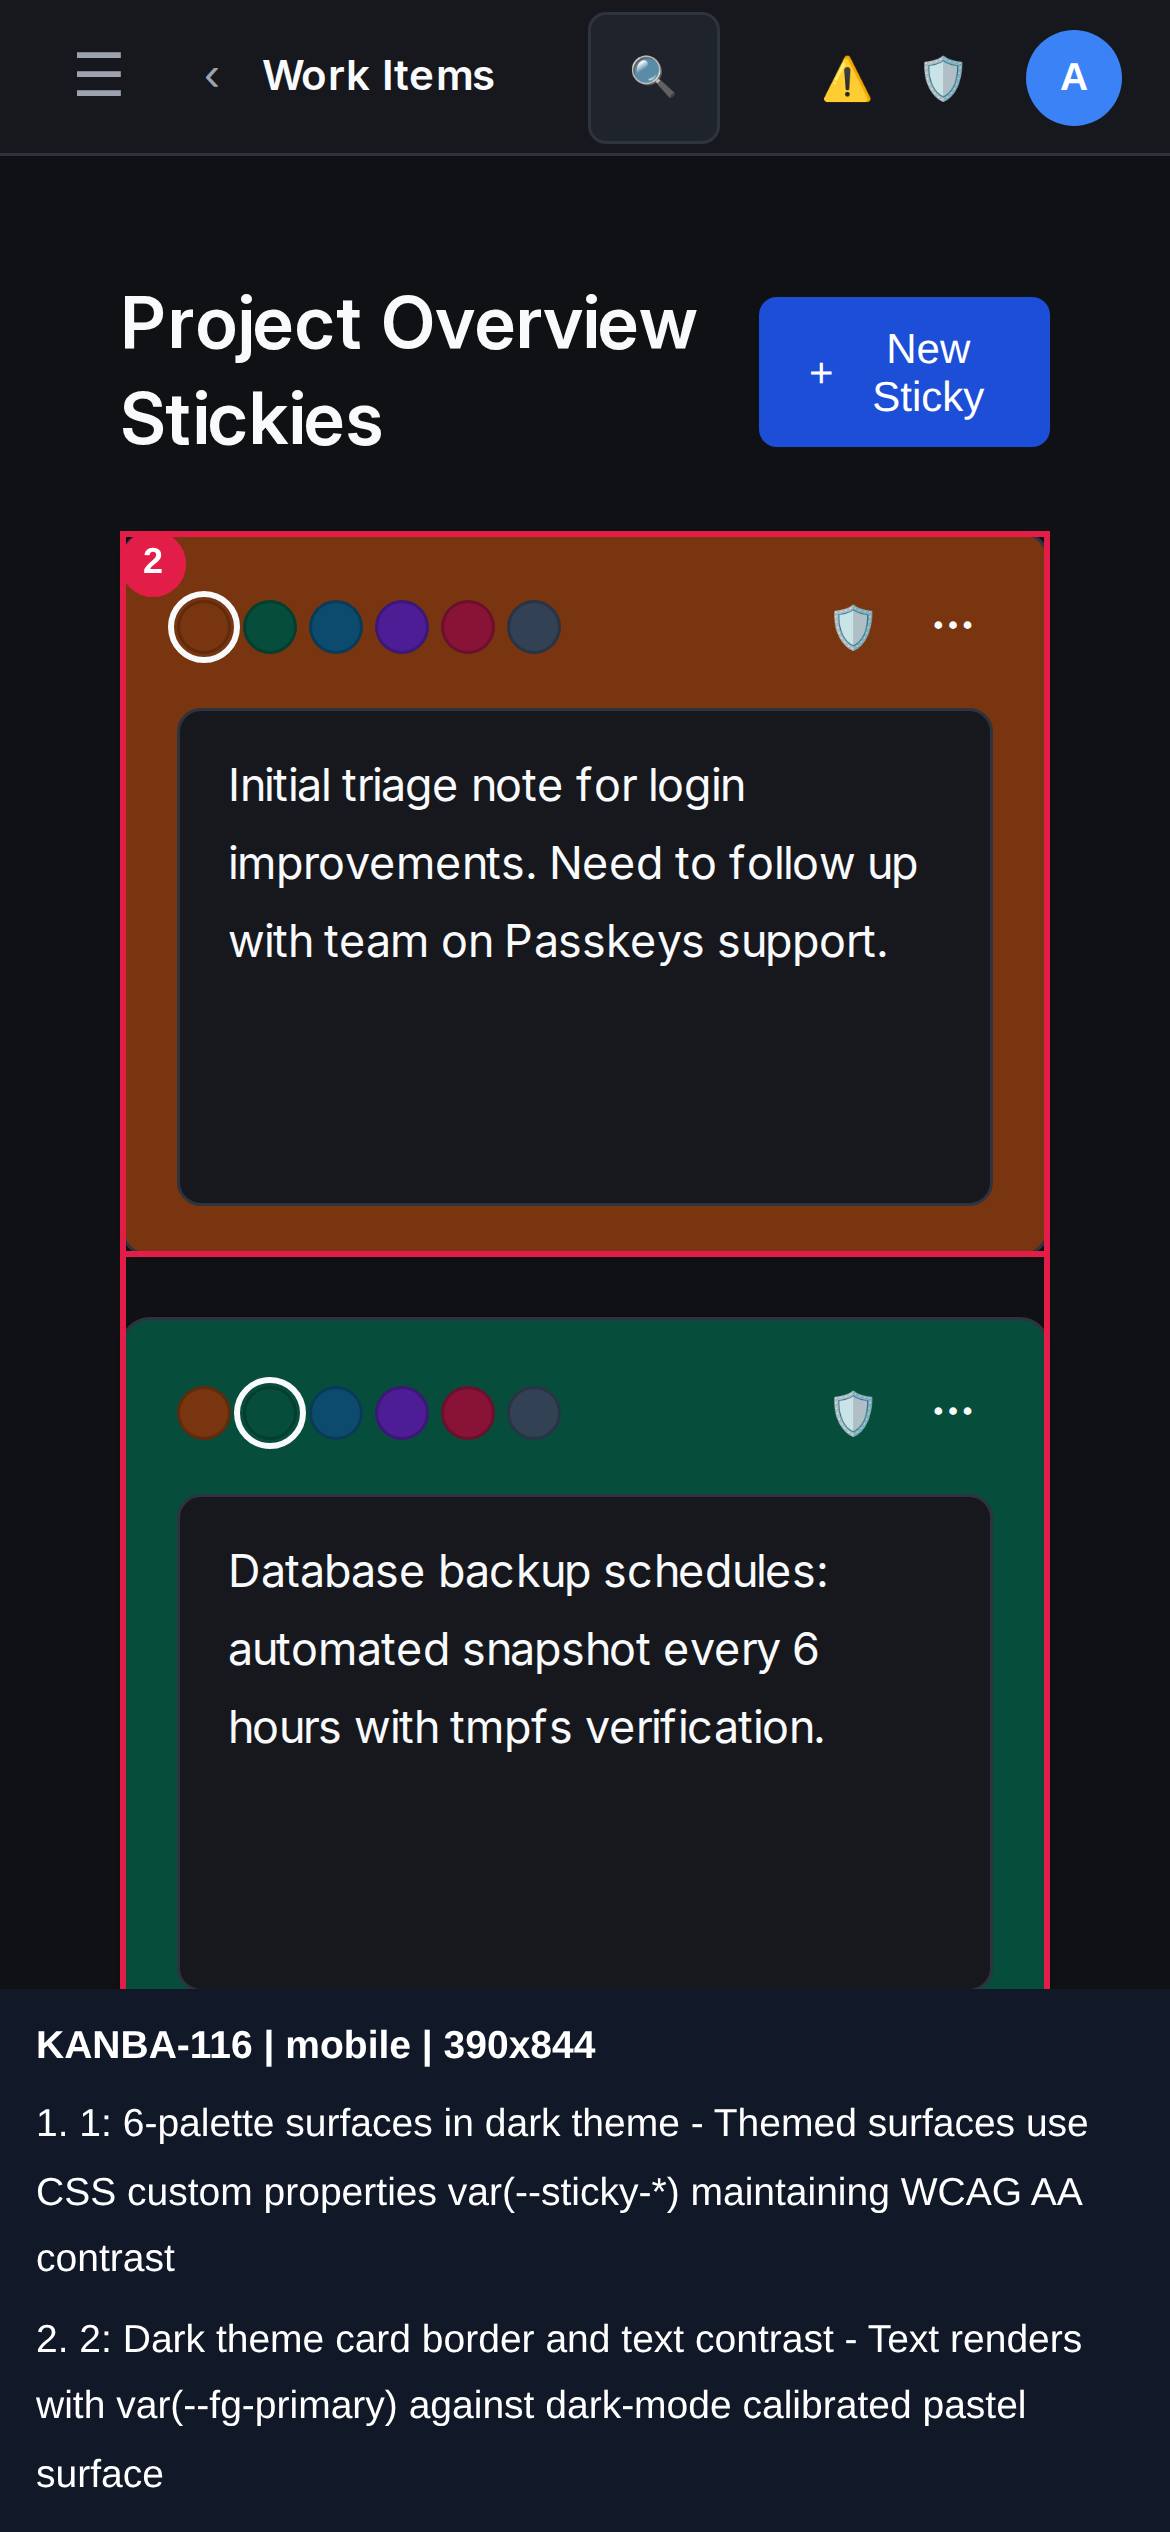 ☰ ‹ Work Items 🔍 ⚠️ 🛡️ A
Project Overview
Stickies
+ New
Sticky
2
🛡️ •••
Initial triage note for login
improvements. Need to follow up
with team on Passkeys support.
🛡️ •••
Database backup schedules:
automated snapshot every 6
hours with tmpfs verification.
KANBA-116 | mobile | 390x844
1. 1: 6-palette surfaces in dark theme - Themed surfaces use
CSS custom properties var(--sticky-*) maintaining WCAG AA
contrast
2. 2: Dark theme card border and text contrast - Text renders
with var(--fg-primary) against dark-mode calibrated pastel
surface